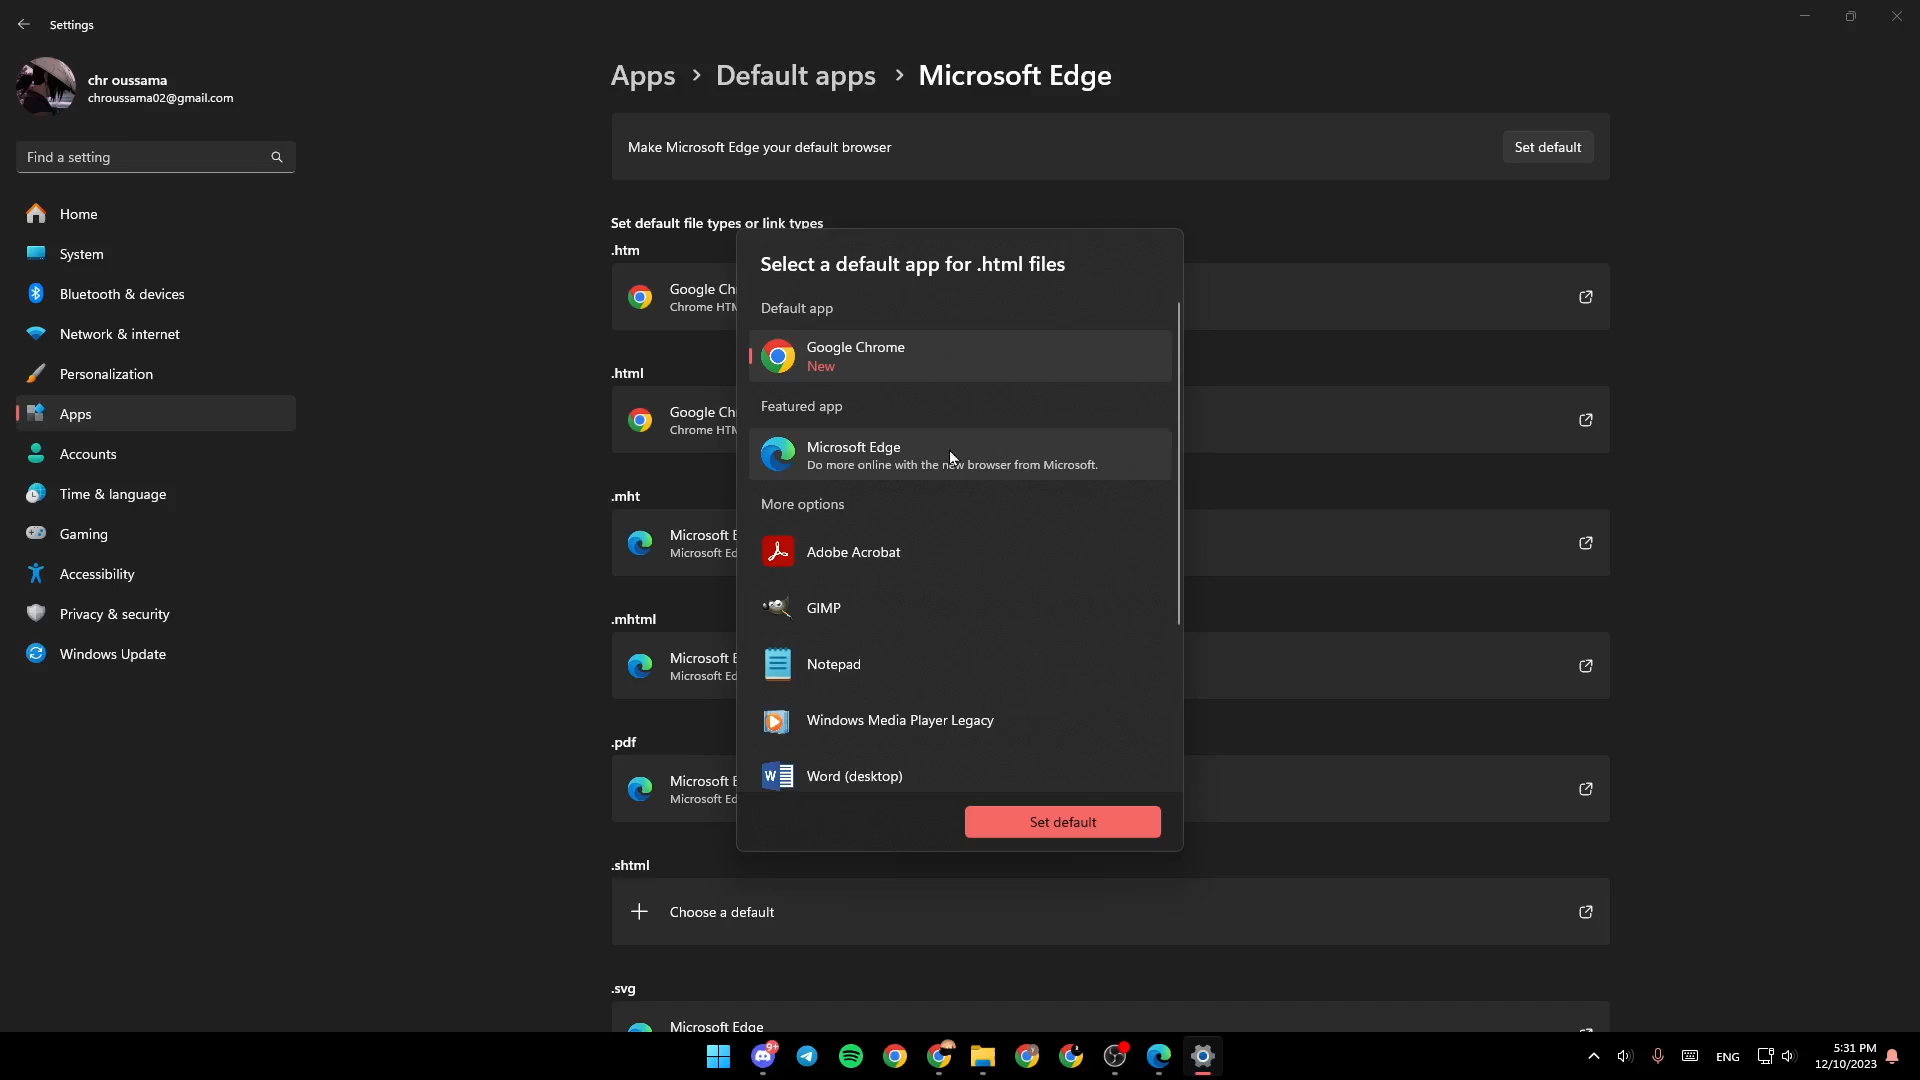 Settings
chr oussama
chroussama02@gmail.com
Find a setting
Home
System
Bluetooth & devices
Network & internet
Personalization
Apps
Accounts
Time & language
Gaming
Accessibility
Privacy & security
Windows Update
Apps > Default apps > Microsoft Edge
Make Microsoft Edge your default browser
Set default
Set default file types or link types
.htm
Google Ch
Chrome HTM
.html
Google Ch
Chrome HTM
.mht
Microsoft E
Microsoft Ed
.mhtml
Microsoft E
Microsoft Ed
.pdf
Microsoft E
Microsoft Ed
.shtml
Choose a default
.svg
Microsoft Edge
Select a default app for .html files
Default app
Google Chrome
New
Featured app
Microsoft Edge
Do more online with the new browser from Microsoft.
More options
Adobe Acrobat
GIMP
Notepad
Windows Media Player Legacy
Word (desktop)
Set default
9+
ENG
5:31 PM
12/10/2023